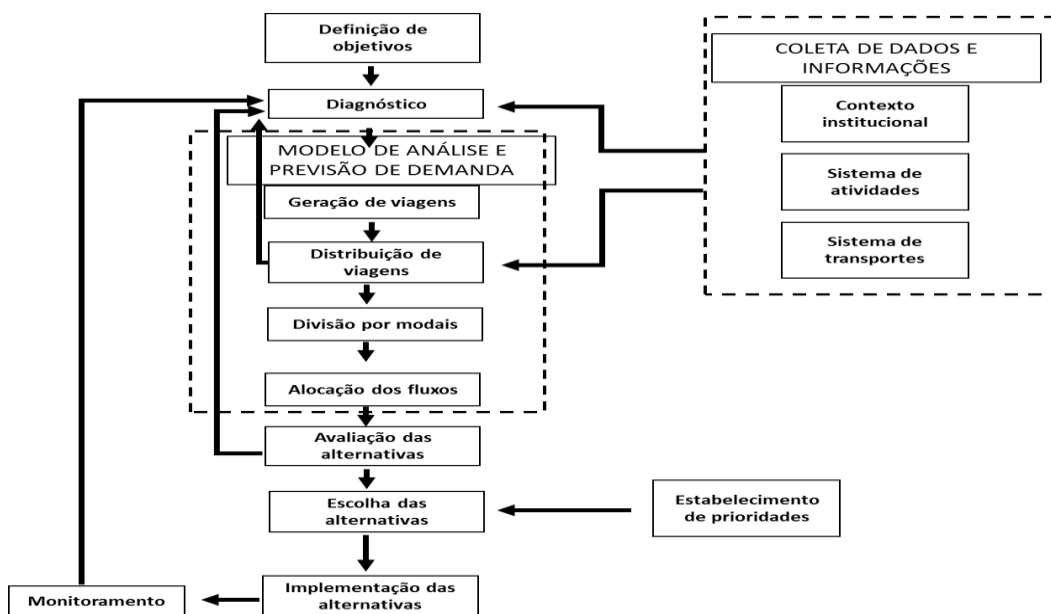 Definição de
objetivos
Diagnóstico
MODELO DE ANÁLISE E
PREVISÃO DE DEMANDA
Geração de viagens
Distribuição de
viagens
Divisão por modais
Alocação dos fluxos
Avaliação das
alternativas
Escolha das
alternativas
Implementação das
alternativas
Monitoramento
COLETA DE DADOS E
INFORMAÇÕES
Contexto
institucional
Sistema de
atividades
Sistema de
transportes
Estabelecimento
de prioridades